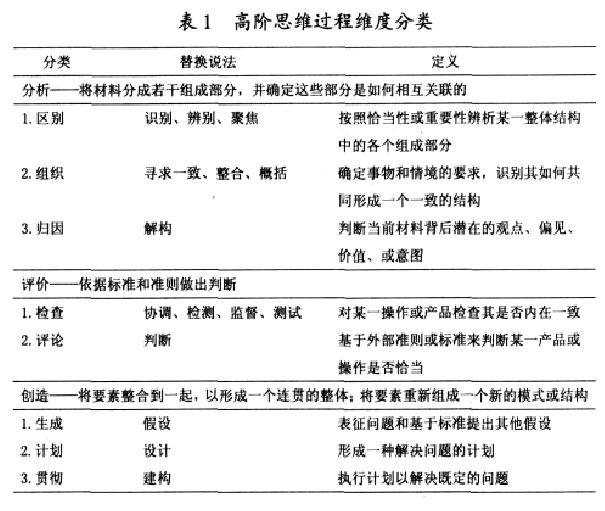 表 1 高阶思维过程维度分类
分类 替换说法 定义
分析——将材料分成若干组成部分，并确定这些部分是如何相互关联的
1. 区别 识别、辨别、聚焦 按照恰当性或重要性辨析某一整体结构
中的各个组成部分
2. 组织 寻求一致、整合、概括 确定事物和情境的要求，识别其如何共
同形成一个一致的结构
3. 归因 解构 判断当前材料背后潜在的观点、偏见、
价值、或意图
评价——依据标准和准则做出判断
1. 检查 协调、检测、监督、测试 对某一操作或产品检查其是否内在一致
2. 评论 判断 基于外部准则或标准来判断某一产品或
操作是否恰当
创造——将要素整合到一起，以形成一个连贯的整体；将要素重新组成一个新的模式或结构
1. 生成 假设 表征问题和基于标准提出其他假设
2. 计划 设计 形成一种解决问题的计划
3. 贯彻 建构 执行计划以解决既定的问题